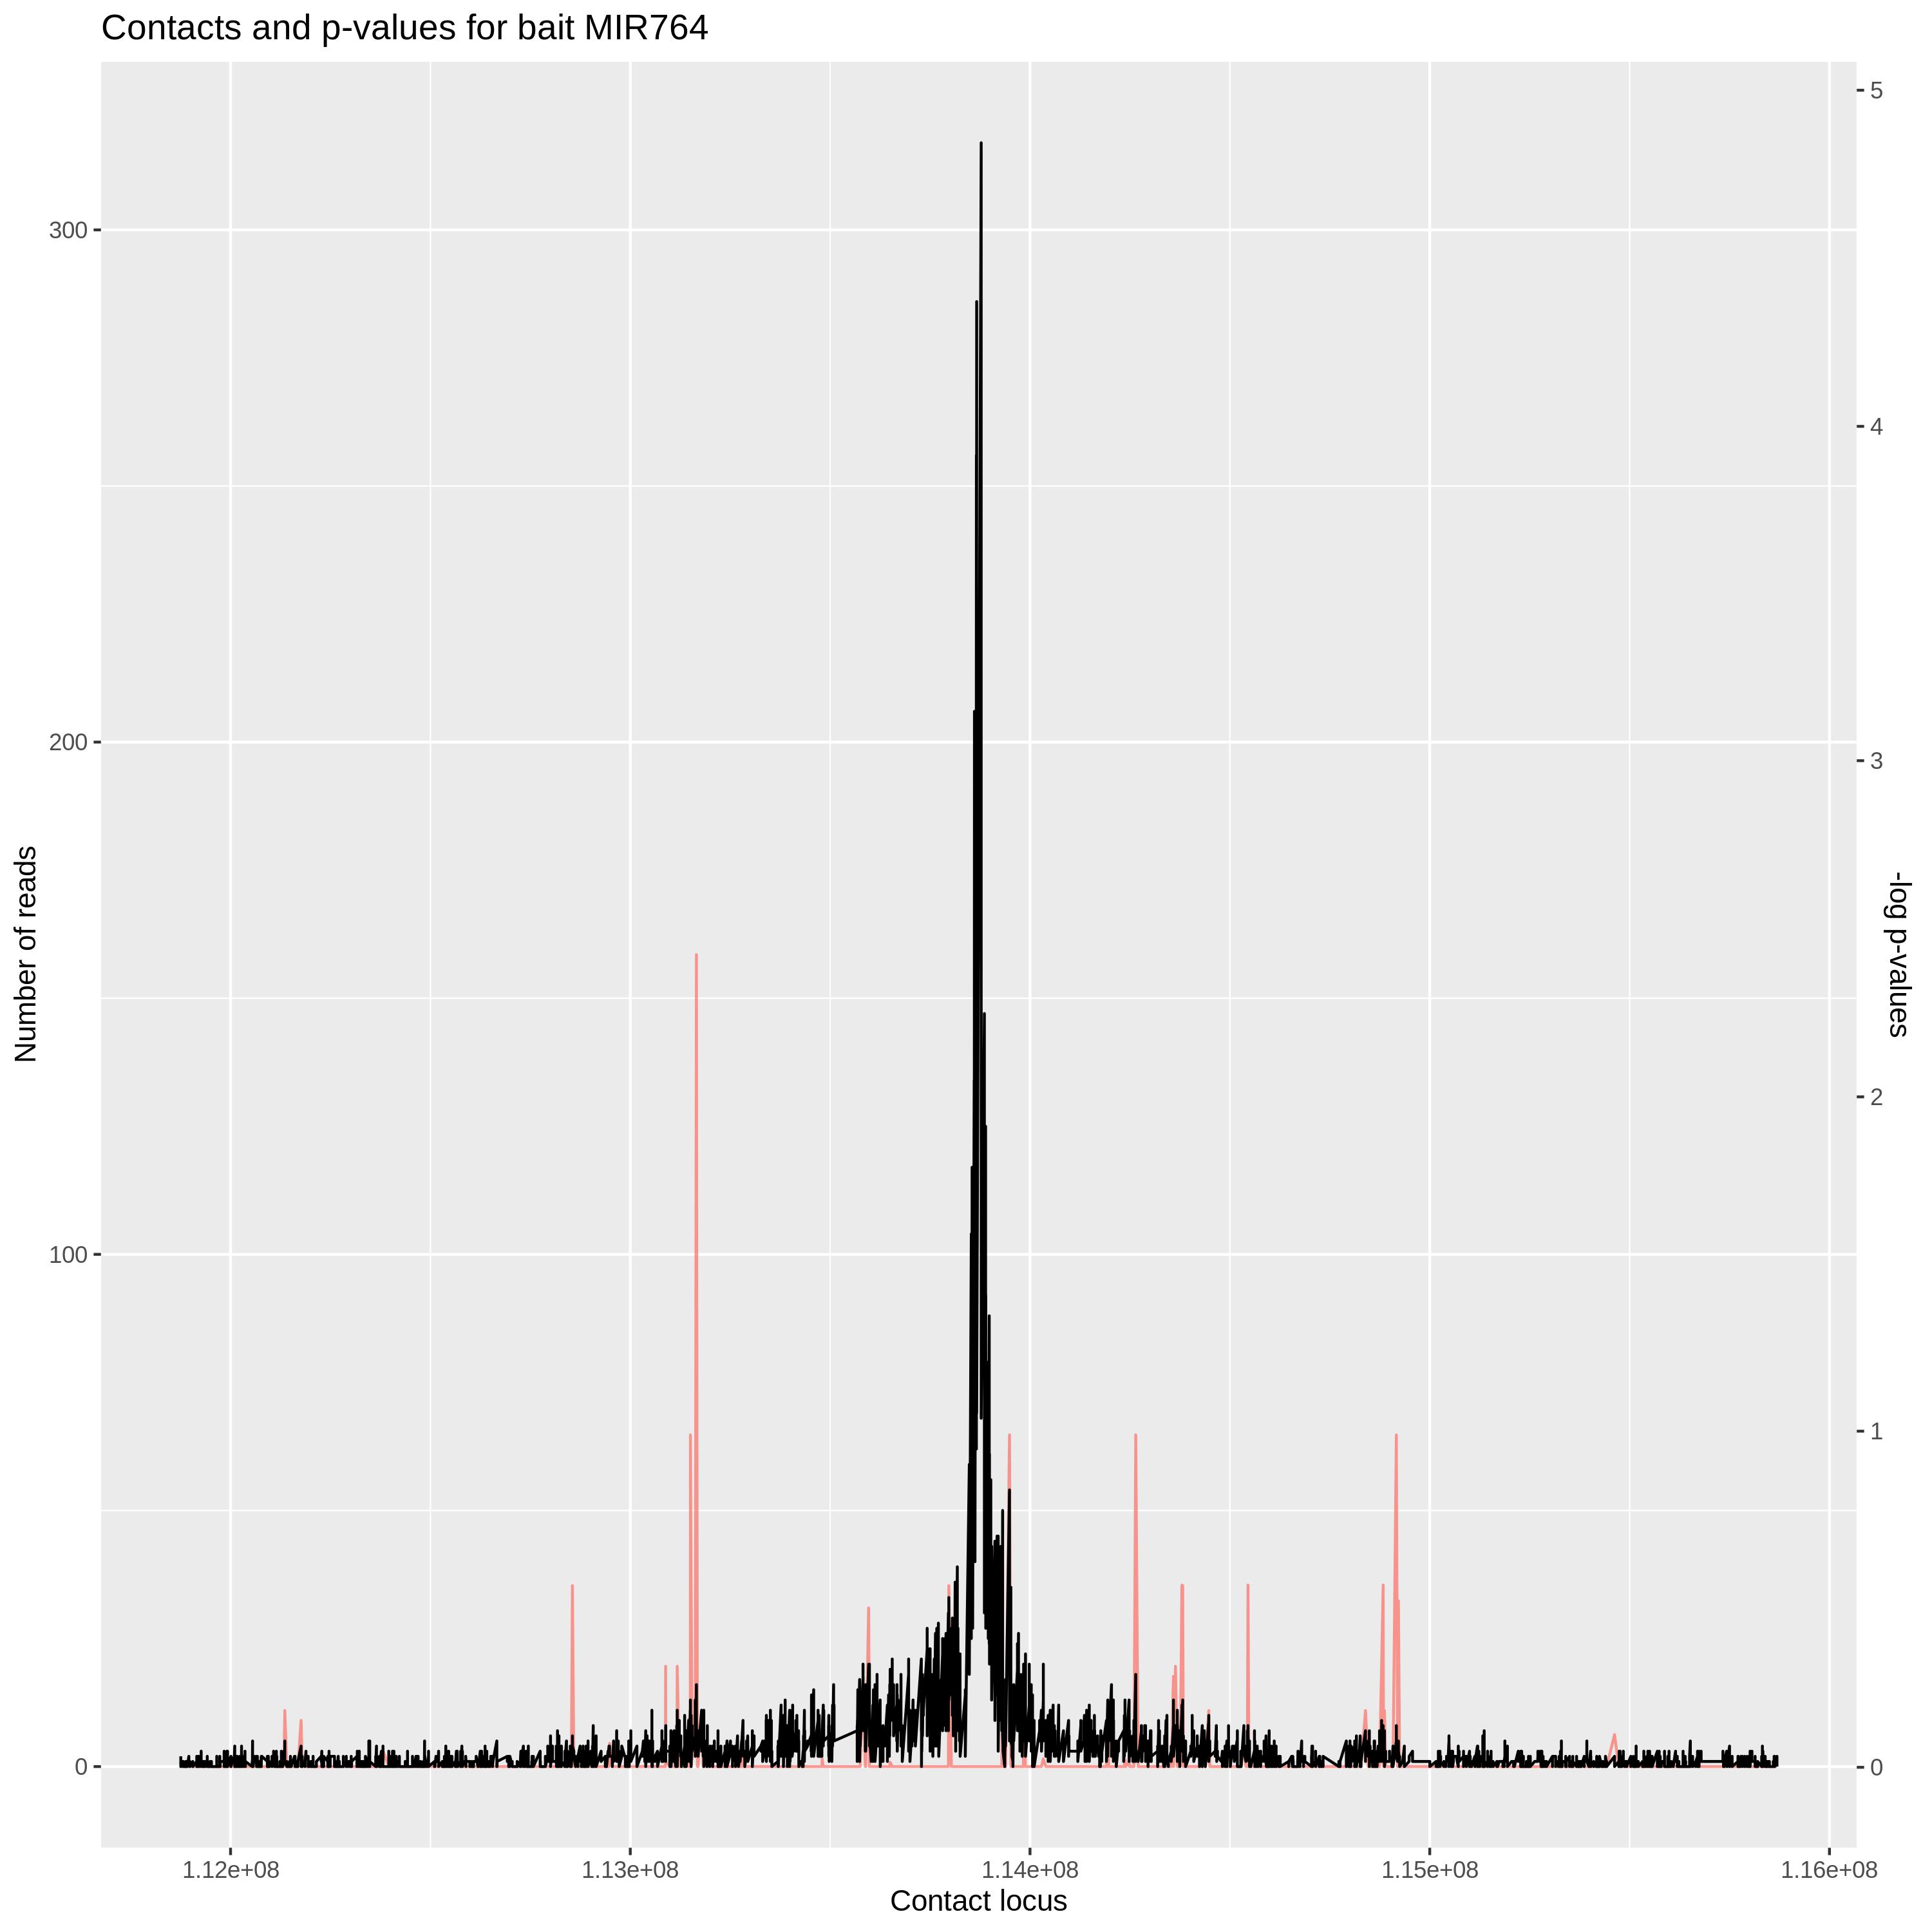 Contacts and p-values for bait MIR764
5
300
4
200
3
2
100
1
0
0
Number of reads
-log p-values
1.12e+08
1.13e+08
1.14e+08
1.15e+08
1.16e+08
Contact locus